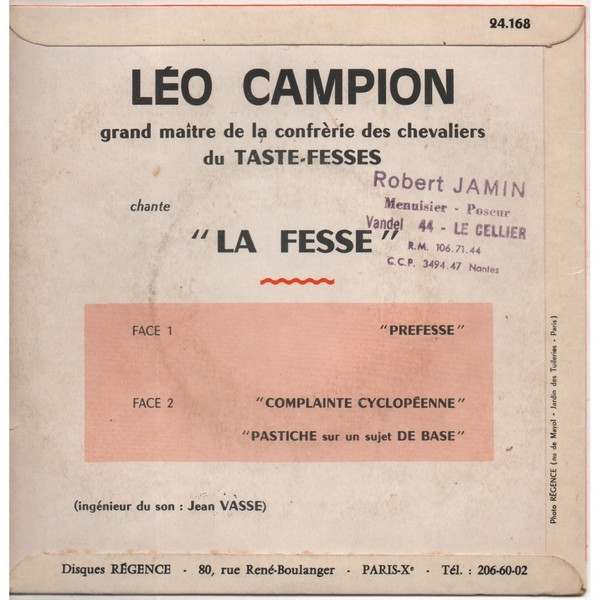 24.168
LÉO CAMPION
grand maître de la confrèrie des chevaliers
du TASTE-FESSES
Robert JAMIN
Menuisier - Poseur
Vandel 44 - LE CELLIER
R.M. 106.71.44
C.C.P. 3494.47 Nantes
chante
"LA FESSE"
FACE 1 "PREFESSE"
FACE 2 "COMPLAINTE CYCLOPÉENNE"
"PASTICHE sur un sujet DE BASE"
(ingénieur du son : Jean VASSE)
Photo RÉGENCE (nu de Mayol - Jardin des Tuileries - Paris)
Disques RÉGENCE - 80, rue René-Boulanger - PARIS-Xe - Tél. : 206-60-02